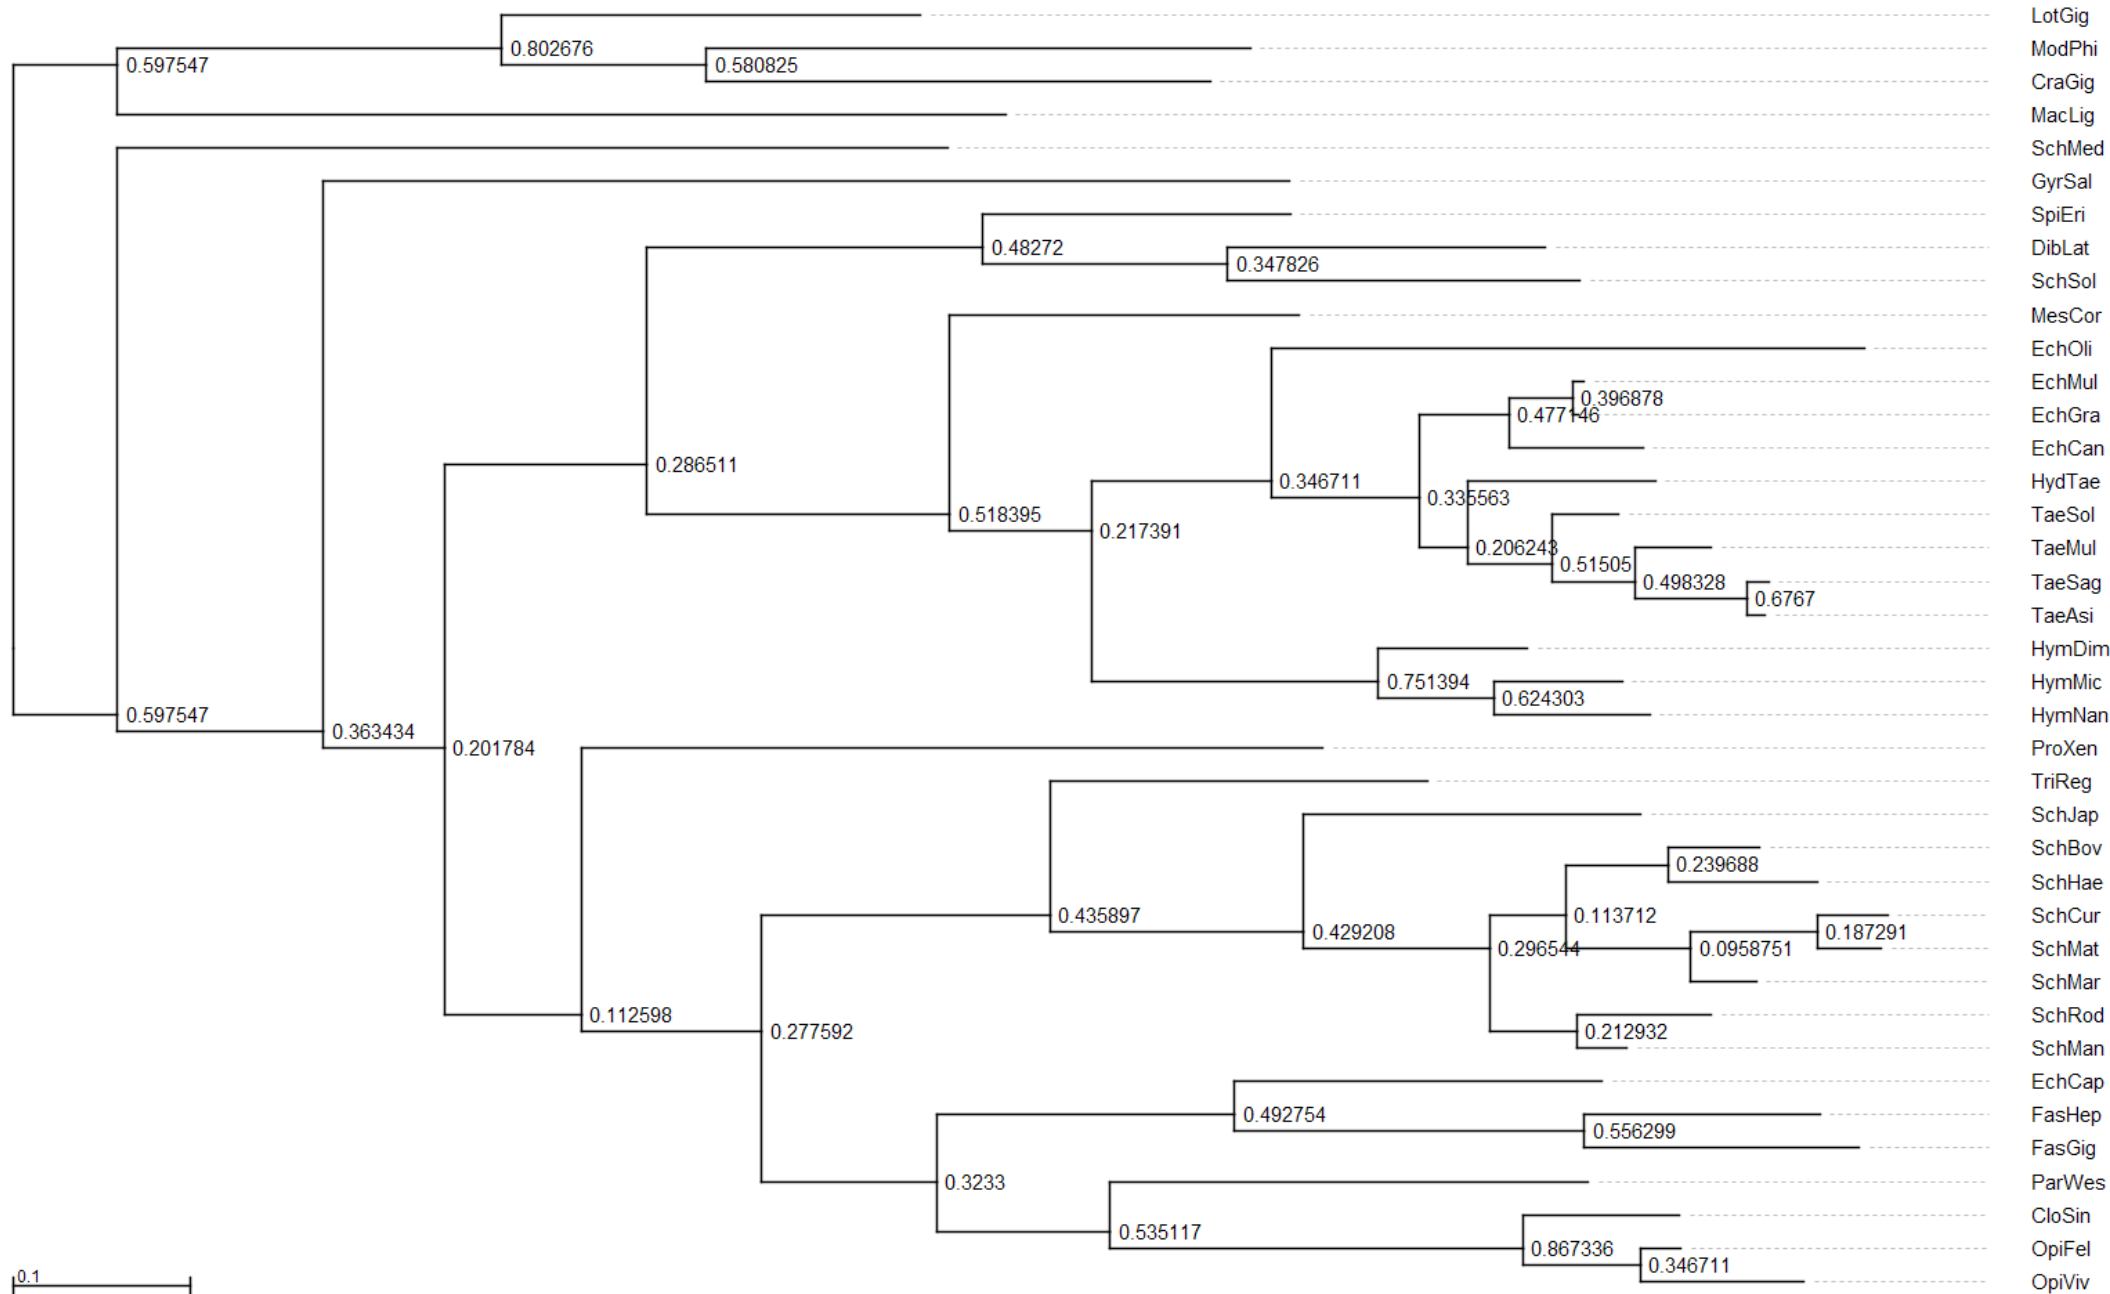 LotGig
0.802676
ModPhi
0.597547
0.580825
CraGig
MacLig
SchMed
GyrSal
SpiEri
0.48272
DibLat
0.347826
SchSol
MesCor
EchOli
EchMul
0.396878
0.477146
EchGra
EchCan
0.286511
0.346711
HydTae
0.335563
0.518395
TaeSol
0.217391
0.206243
TaeMul
0.51505
0.498328
TaeSag
0.6767
TaeAsi
HymDim
0.751394
HymMic
0.624303
0.597547
HymNan
0.363434
0.201784
ProXen
TriReg
SchJap
SchBov
0.239688
SchHae
0.435897
0.113712
SchCur
0.429208
0.187291
0.296544
0.0958751
SchMat
SchMar
0.112598
SchRod
0.277592
0.212932
SchMan
EchCap
0.492754
FasHep
0.556299
FasGig
0.3233
ParWes
CloSin
0.535117
0.867336
OpiFel
0.346711
0.1
OpiViv